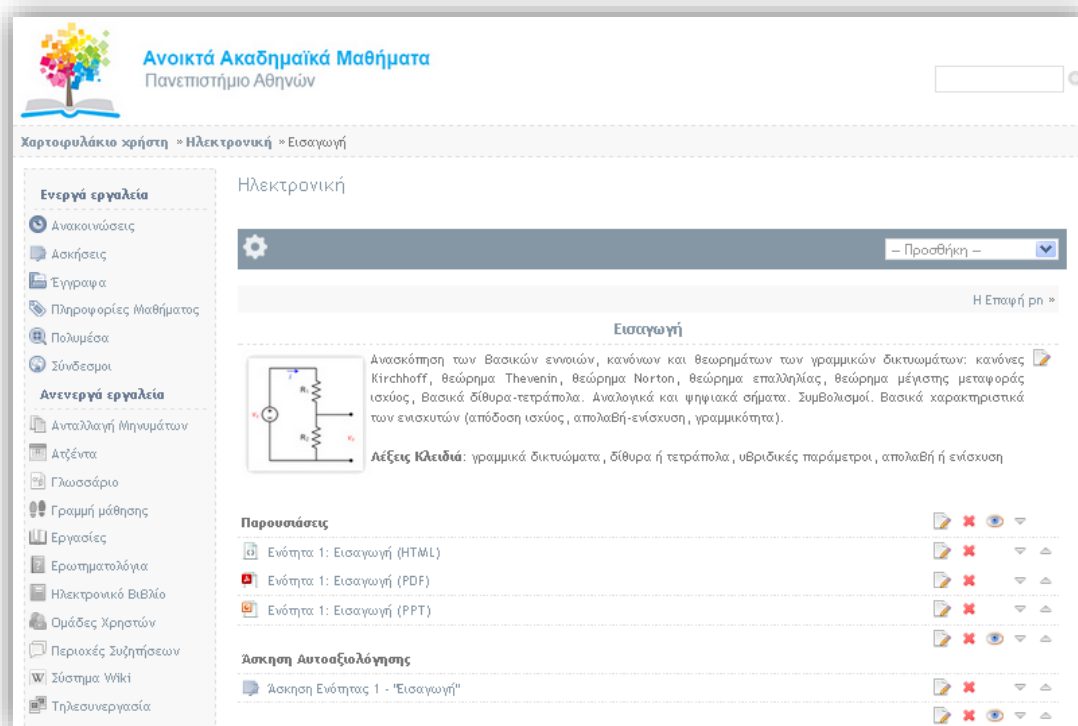 Ανοικτά Ακαδημαϊκά Μαθήματα
Πανεπιστήμιο Αθηνών
Χαρτοφυλάκιο χρήστη » Ηλεκτρονική » Εισαγωγή
Ενεργά εργαλεία
Ανακοινώσεις
Ασκήσεις
Έγγραφα
Πληροφορίες Μαθήματος
Πολυμέσα
Σύνδεσμοι
Ανενεργά εργαλεία
Ανταλλαγή Μηνυμάτων
Ατζέντα
Γλωσσάριο
Γραμμή μάθησης
Εργασίες
Ερωτηματολόγια
Ηλεκτρονικό Βιβλίο
Ομάδες Χρηστών
Περιοχές Συζητήσεων
Σύστημα Wiki
Τηλεσυνεργασία
Ηλεκτρονική
-- Προσθήκη --
Η Επαφή pn »
Εισαγωγή
R₁
R₂
Ανασκόπηση των Βασικών εννοιών, κανόνων και θεωρημάτων των γραμμικών δικτυωμάτων: κανόνες
Kirchhoff, θεώρημα Thevenin, θεώρημα Norton, θεώρημα επαλληλίας, θεώρημα μέγιστης μεταφοράς
ισχύος, Βασικά δίθυρα-τετράπολα. Αναλογικά και ψηφιακά σήματα. Συμβολισμοί. Βασικά χαρακτηριστικά
των ενισχυτών (απόδοση ισχύος, απολαβή-ενίσχυση, γραμμικότητα).
Λέξεις Κλειδιά: γραμμικά δικτυώματα, δίθυρα ή τετράπολα, υβριδικές παράμετροι, απολαβή ή ενίσχυση
Παρουσιάσεις
Ενότητα 1: Εισαγωγή (HTML)
Ενότητα 1: Εισαγωγή (PDF)
Ενότητα 1: Εισαγωγή (PPT)
Άσκηση Αυτοαξιολόγησης
Άσκηση Ενότητας 1 - "Εισαγωγή"